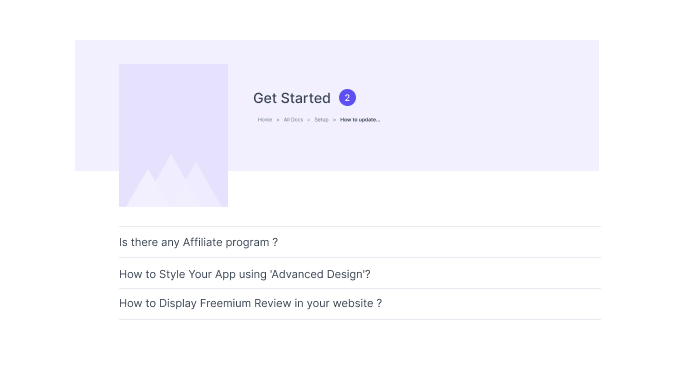 Get Started 2
Home > All Docs > Setup > How to update...
Is there any Affiliate program ?
How to Style Your App using 'Advanced Design'?
How to Display Freemium Review in your website ?